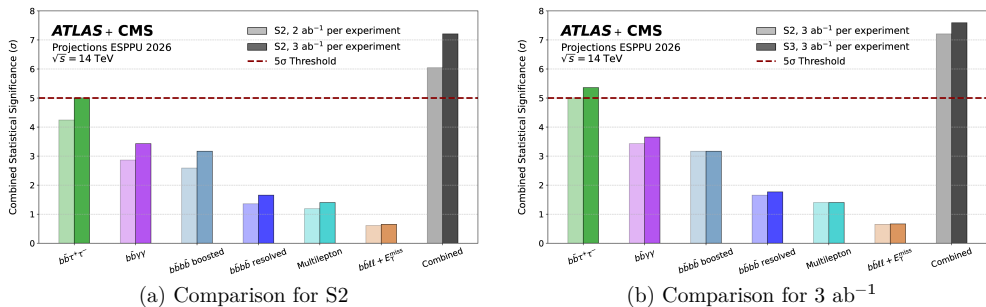 ATLAS + CMS
Projections ESPPU 2026
√s = 14 TeV
S2, 2 ab⁻¹ per experiment
S2, 3 ab⁻¹ per experiment
5σ Threshold
Combined Statistical Significance (σ)
8
7
6
5
4
3
2
1
0
bb̄τ⁺τ⁻
bb̄γγ
bb̄bb̄ boosted
bb̄bb̄ resolved
Multilepton
bb̄ℓℓ + E_T^miss
Combined
(a) Comparison for S2
ATLAS + CMS
Projections ESPPU 2026
√s = 14 TeV
S2, 3 ab⁻¹ per experiment
S3, 3 ab⁻¹ per experiment
5σ Threshold
Combined Statistical Significance (σ)
8
7
6
5
4
3
2
1
0
bb̄τ⁺τ⁻
bb̄γγ
bb̄bb̄ boosted
bb̄bb̄ resolved
Multilepton
bb̄ℓℓ + E_T^miss
Combined
(b) Comparison for 3 ab⁻¹